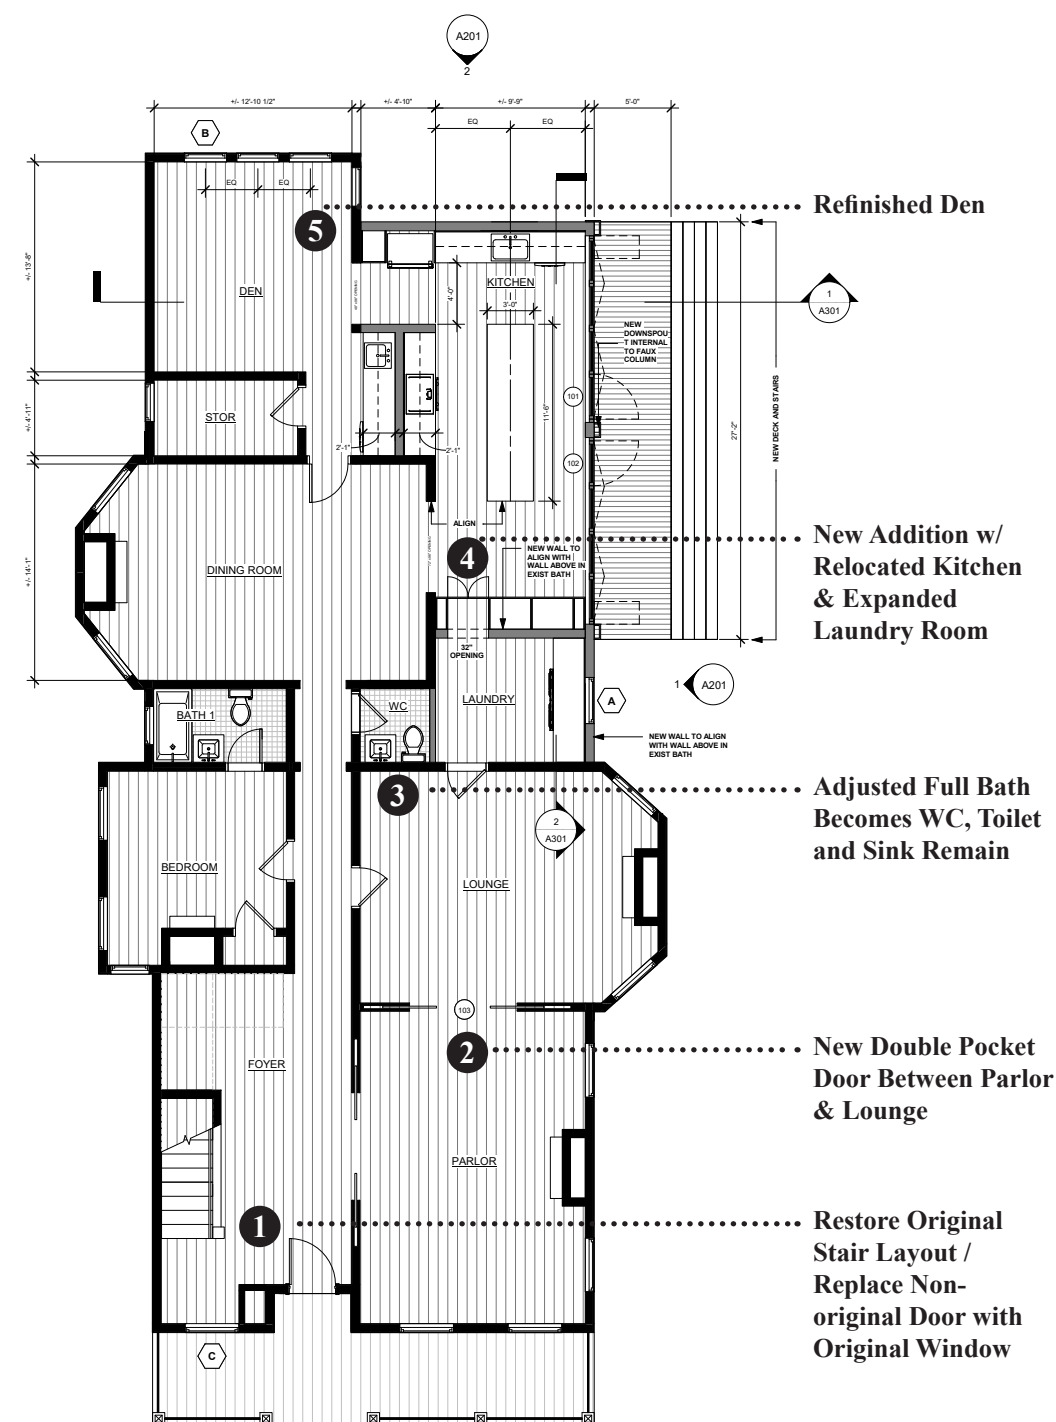 A201
2
+/- 12'-10 1/2"
+/- 4'-10"
+/- 9'-9"
5'-0"
EQ
EQ
B
EQ
EQ
Refinished Den
5
+/- 13'-8"
DEN
KITCHEN
4'-0"
3'-0"
NEW
DOWNSPOU
T INTERNAL
TO FAUX
COLUMN
1
A301
NEW DECK AND STAIRS
27'-2"
+/- 4'-11"
STOR
101
11'-6"
2'-1"
2'-1"
102
ALIGN
New Addition w/
Relocated Kitchen
& Expanded
Laundry Room
4
NEW WALL TO
ALIGN WITH
WALL ABOVE IN
EXIST BATH
+/- 14'-1"
DINING ROOM
32"
OPENING
1
A201
A
LAUNDRY
WC
BATH 1
NEW WALL TO ALIGN
WITH WALL ABOVE IN
EXIST BATH
3
Adjusted Full Bath
Becomes WC, Toilet
and Sink Remain
2
A301
BEDROOM
LOUNGE
103
2
New Double Pocket
Door Between Parlor
& Lounge
FOYER
PARLOR
1
Restore Original
Stair Layout /
Replace Non-
original Door with
Original Window
C